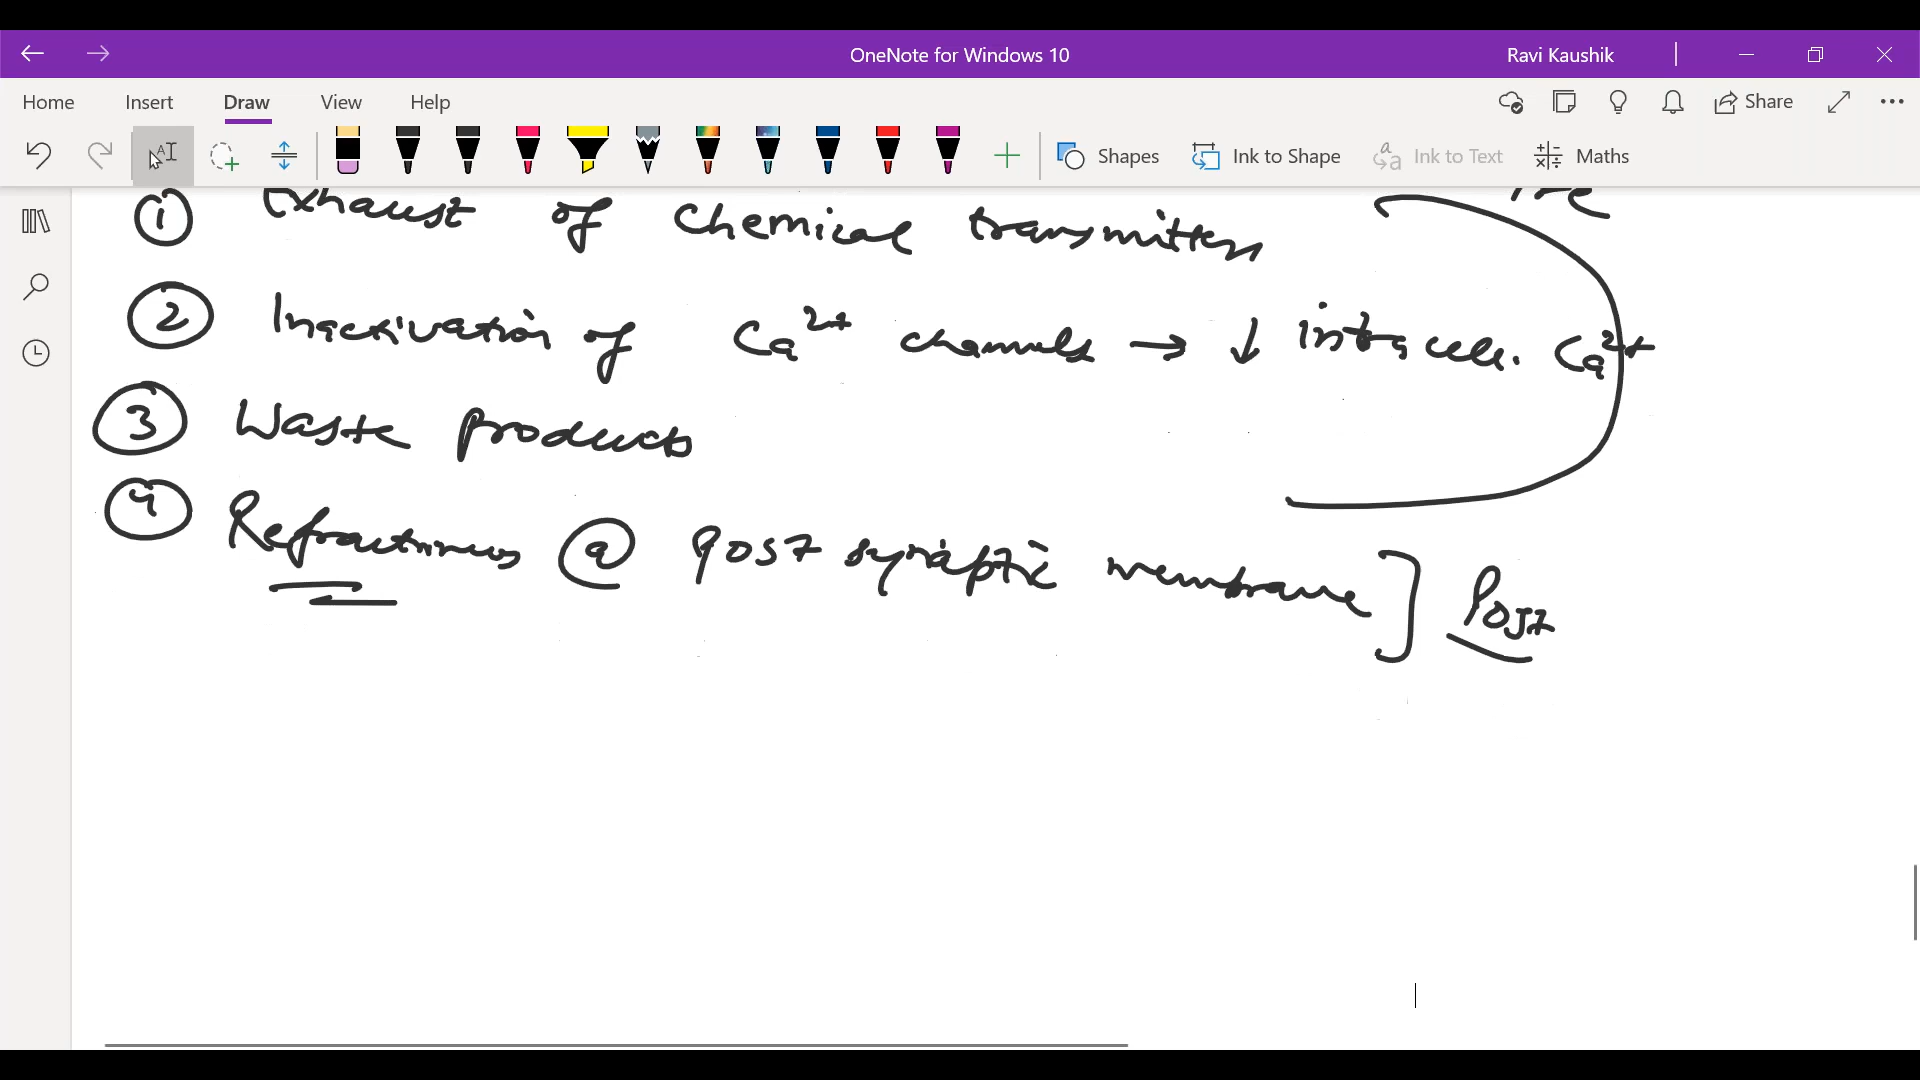 OneNote for Windows 10
Ravi Kaushik
Home Insert Draw View Help
Share
Shapes
Ink to Shape
Ink to Text
Maths
① Exhaust of chemical transmitters
② Inactivation of Ca2+ channels → ↓ intracell. Ca2+
③ Waste products
④ Refractoriness @ post synaptic membrane ] Post